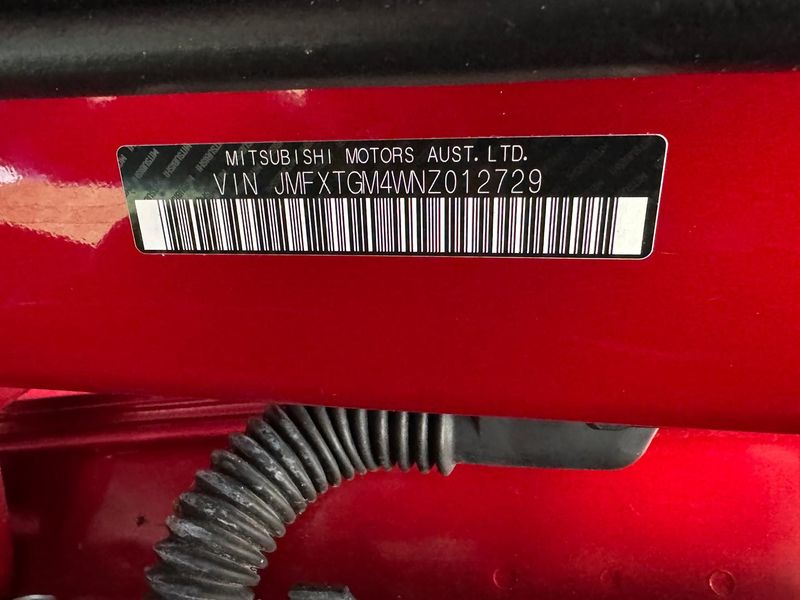 MITSUBISHI MOTORS AUST. LTD.
VIN JMFXTGM4WNZ012729